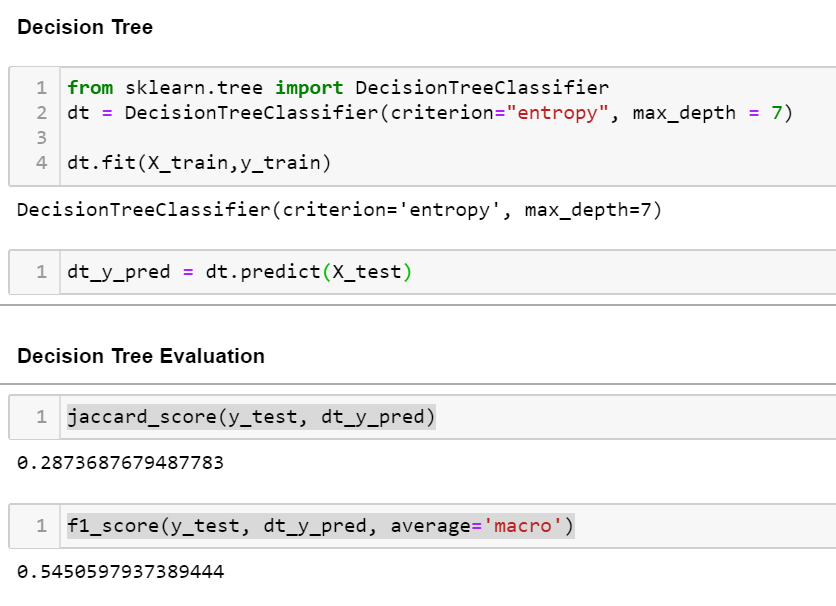 Decision Tree
1 from sklearn.tree import DecisionTreeClassifier
2 dt = DecisionTreeClassifier(criterion="entropy", max_depth = 7)
3
4 dt.fit(X_train,y_train)
DecisionTreeClassifier(criterion='entropy', max_depth=7)
1 dt_y_pred = dt.predict(X_test)
Decision Tree Evaluation
1 jaccard_score(y_test, dt_y_pred)
0.2873687679487783
1 f1_score(y_test, dt_y_pred, average='macro')
0.5450597937389444